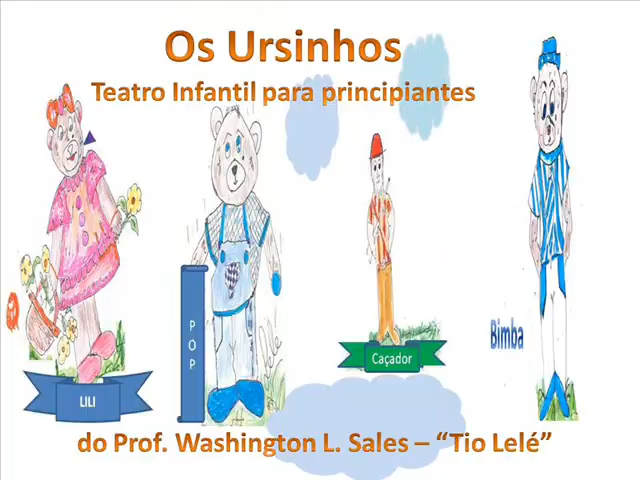 Os Ursinhos
Teatro Infantil para principiantes
POP
Bimba
Caçador
LILI
do Prof. Washington L. Sales – “Tio Lelé”